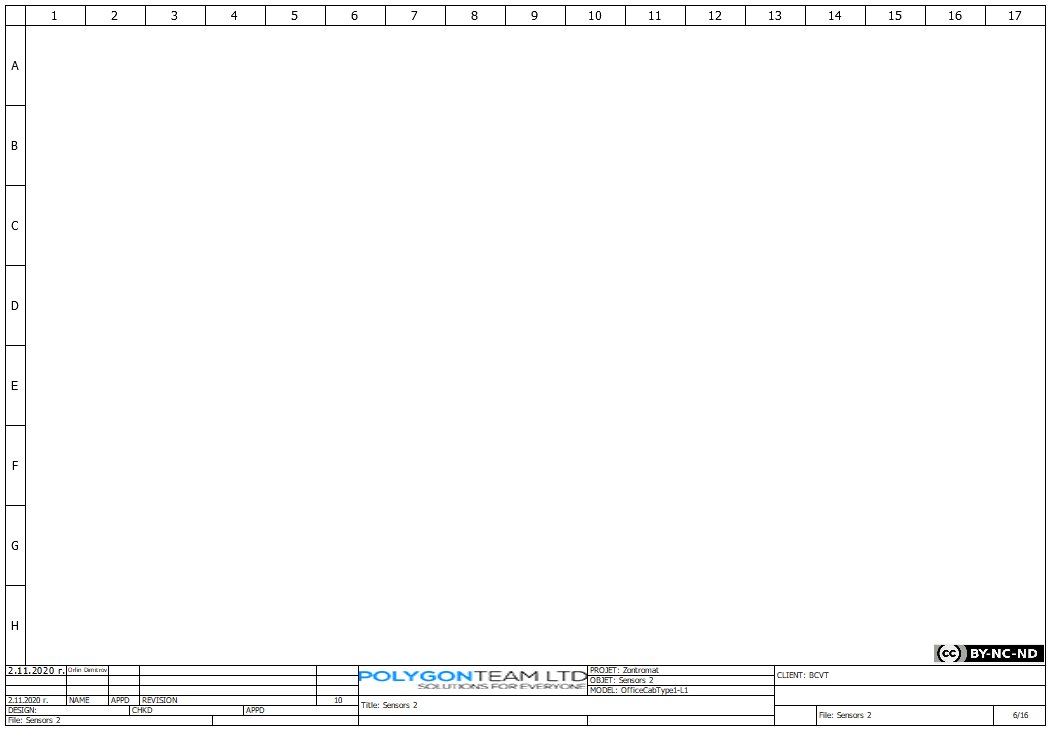 1 2 3 4 5 6 7 8 9 10 11 12 13 14 15 16 17
A
B
C
D
E
F
G
H
cc BY-NC-ND
2.11.2020 г. Orlin Dimitrov
POLYGONTEAM LTD
SOLUTIONS FOR EVERYONE
PROJET: Zontromat
OBJET: Sensors 2
MODEL: OfficeCabType1-L1
CLIENT: BCVT
2.11.2020 г. NAME APPD REVISION 10
Title: Sensors 2
DESIGN: CHKD APPD
File: Sensors 2
File: Sensors 2
6/16